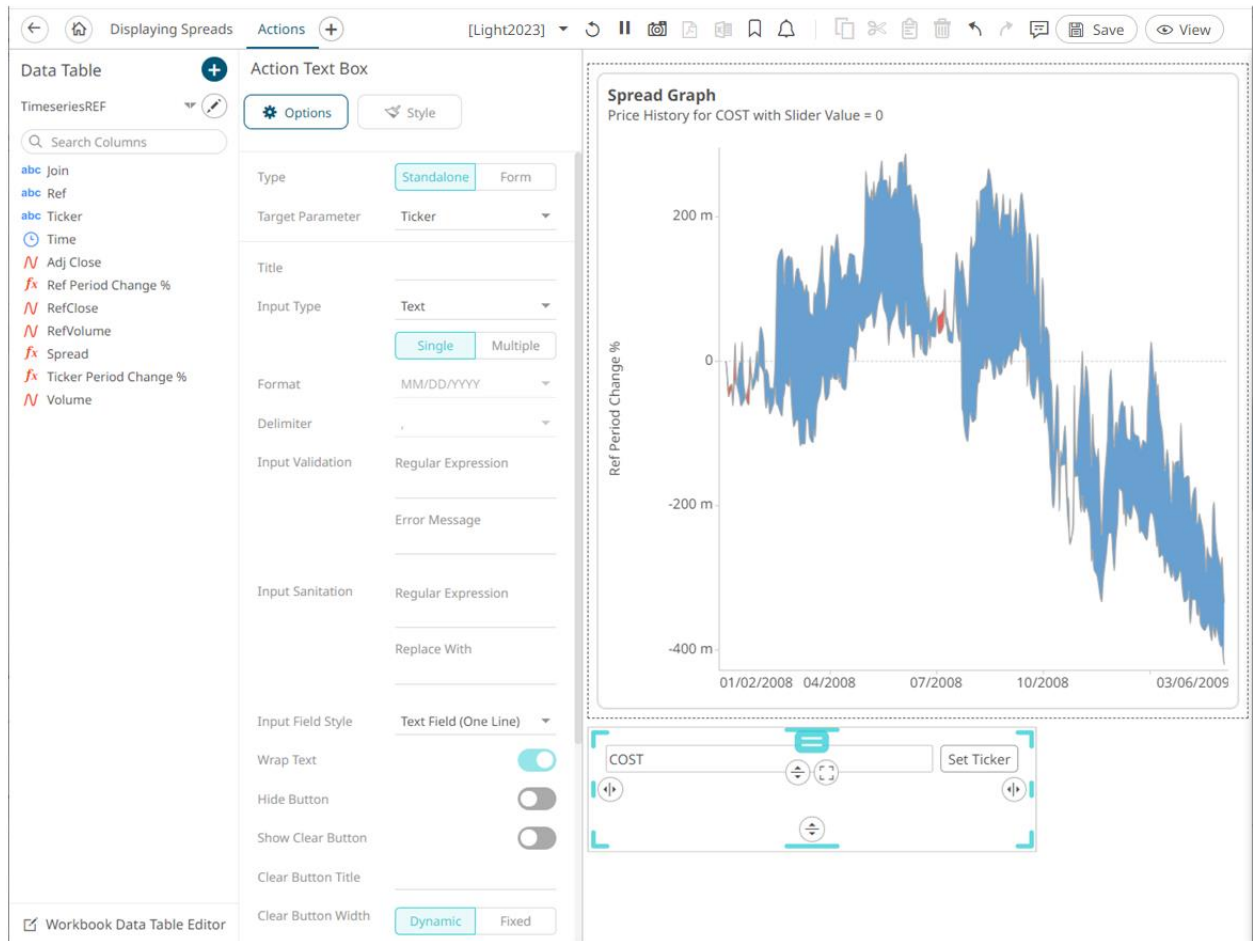 Displaying Spreads
Actions
[Light2023]
Save
View
Data Table
TimeseriesREF
Search Columns
abc Join
abc Ref
abc Ticker
Time
Adj Close
fx Ref Period Change %
RefClose
RefVolume
fx Spread
fx Ticker Period Change %
Volume
Workbook Data Table Editor
Action Text Box
Options
Style
Type
Standalone
Form
Target Parameter
Ticker
Title
Input Type
Text
Single
Multiple
Format
MM/DD/YYYY
Delimiter
,
Input Validation
Regular Expression
Error Message
Input Sanitation
Regular Expression
Replace With
Input Field Style
Text Field (One Line)
Wrap Text
Hide Button
Show Clear Button
Clear Button Title
Clear Button Width
Dynamic
Fixed
Spread Graph
Price History for COST with Slider Value = 0
Ref Period Change %
200 m
0
-200 m
-400 m
01/02/2008
04/2008
07/2008
10/2008
03/06/2009
COST
Set Ticker